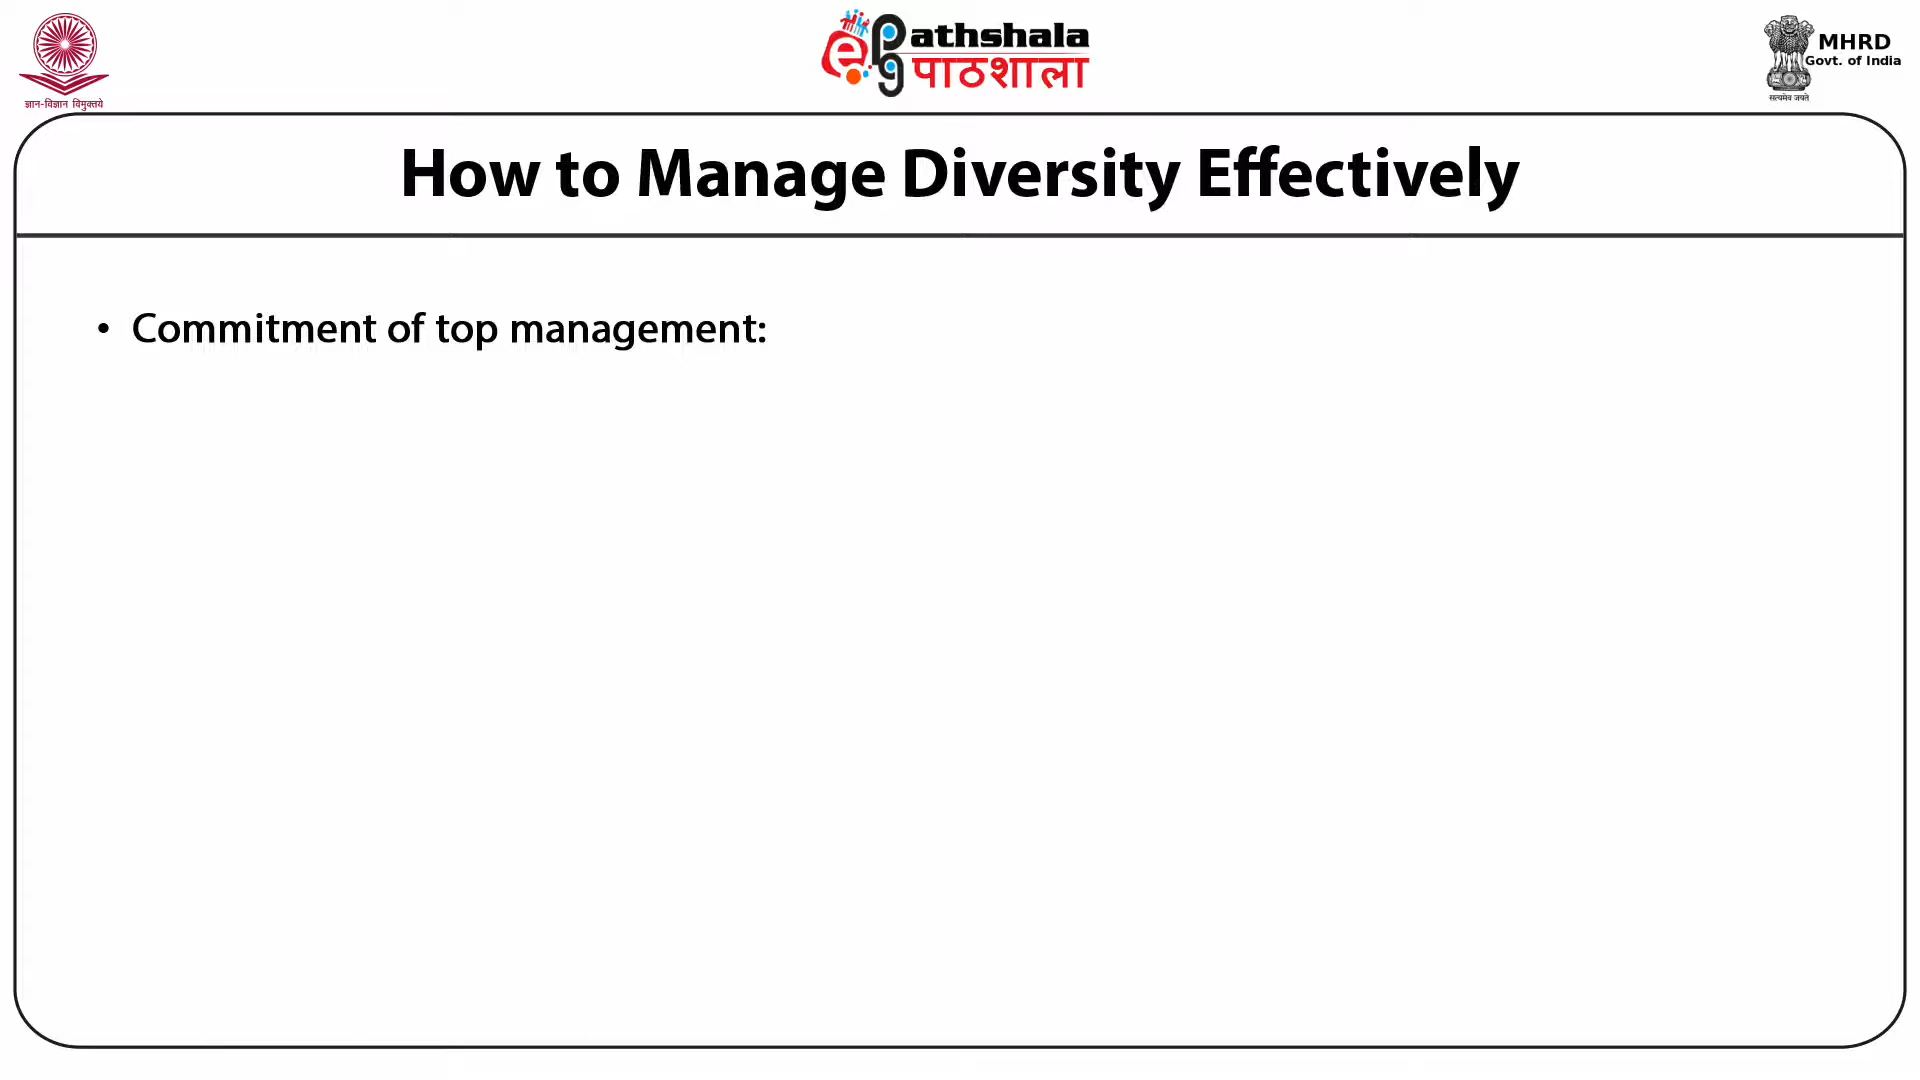 ज्ञान-विज्ञान विमुक्तये
e PG athshala
पाठशाला
MHRD
Govt. of India
सत्यमेव जयते
How to Manage Diversity Effectively
• Commitment of top management: